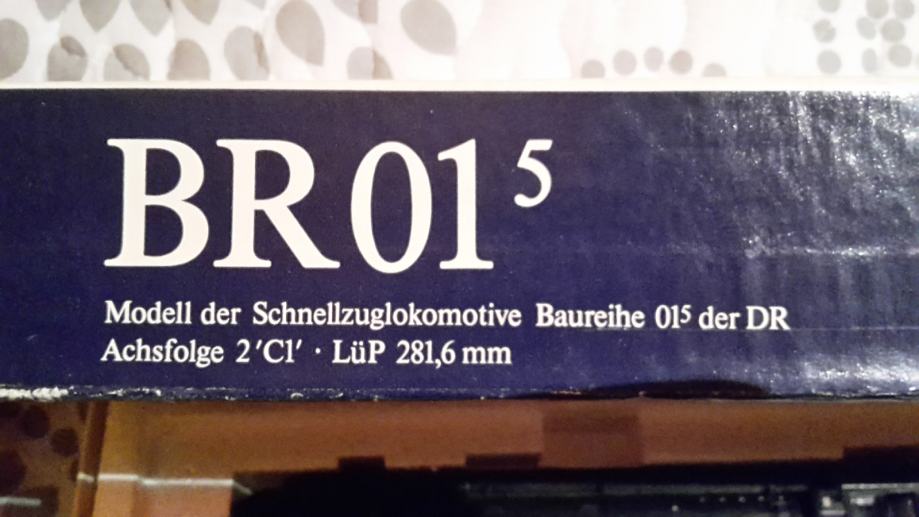 BR 01⁵
Modell der Schnellzuglokomotive Baureihe 01⁵ der DR
Achsfolge 2'C1' · LüP 281,6 mm